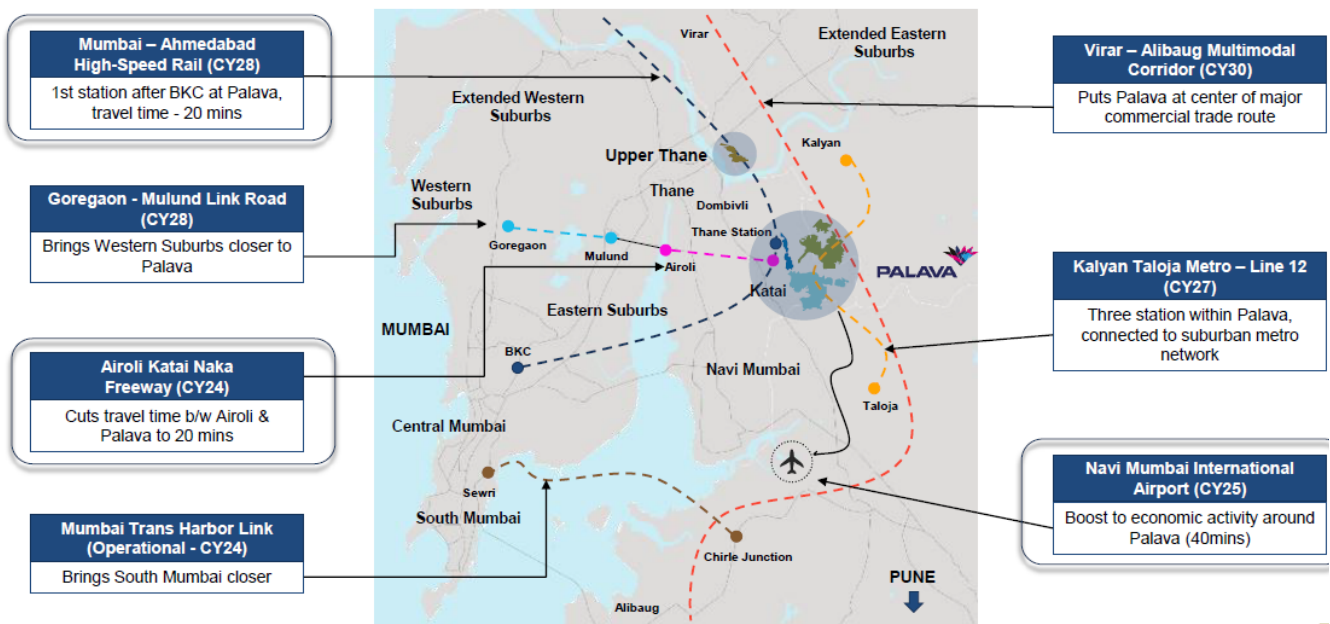 Mumbai – Ahmedabad
High-Speed Rail (CY28)
1st station after BKC at Palava,
travel time - 20 mins
Goregaon - Mulund Link Road
(CY28)
Brings Western Suburbs closer to
Palava
Airoli Katai Naka
Freeway (CY24)
Cuts travel time b/w Airoli &
Palava to 20 mins
Mumbai Trans Harbor Link
(Operational - CY24)
Brings South Mumbai closer
Virar
Extended Eastern
Suburbs
Extended Western
Suburbs
Upper Thane
Kalyan
Western
Suburbs
Thane
Dombivli
Goregaon
Mulund
Airoli
Thane Station
Katai
PALAVA
Eastern Suburbs
MUMBAI
BKC
Navi Mumbai
Taloja
Central Mumbai
Sewri
South Mumbai
Chirle Junction
PUNE
Alibaug
Virar – Alibaug Multimodal
Corridor (CY30)
Puts Palava at center of major
commercial trade route
Kalyan Taloja Metro – Line 12
(CY27)
Three station within Palava,
connected to suburban metro
network
Navi Mumbai International
Airport (CY25)
Boost to economic activity around
Palava (40mins)